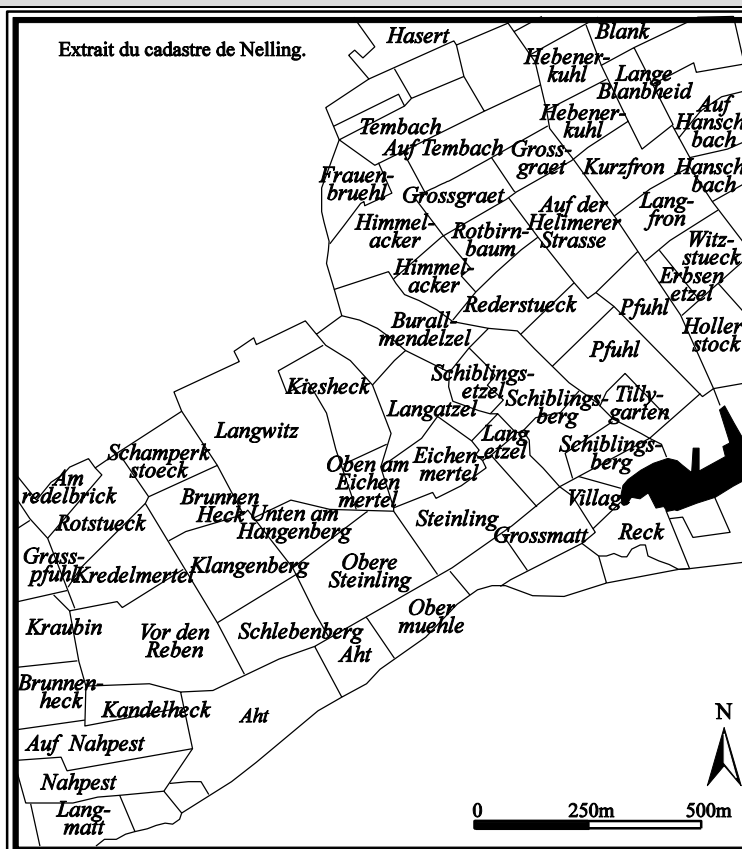 Extrait du cadastre de Nelling.
Hasert
Blank
Hebener-
kuhl
Lange
Blanbheid
Auf
Hansch
bach
Hebener-
kuhl
Tembach
Auf Tembach
Gross-
graet
Kurzfron
Hansch
bach
Frauen-
bruehl
Grossgraet
Auf der
Helimerer
Strasse
Lang-
fron
Himmel-
acker
Rotbirn-
baum
Witz-
stueck
Himmel-
acker
Erbsen
etzel
Rederstueck
Pfuhl
Holler
stock
Burall-
mendelzel
Pfuhl
Kiesheck
Schiblings-
etzel
Schiblings-
berg
Tilly-
garten
Langatzel
Langwitz
Lang
etzel
Sehiblings-
berg
Schamperk
stoeck
Oben am
Eichen
mertel
Eichen-
mertel
Am
redelbrick
Brunnen
Heck
Unten am
Hangenberg
Village
Rotstueck
Steinling
Grossmatt
Reck
Grass-
pfuhl
Kredelmertel
Klangenberg
Obere
Steinling
Ober
muehle
Kraubin
Vor den
Reben
Schlebenberg
Aht
Brunnen-
heck
Kandelheck
Aht
Auf Nahpest
N
Nahpest
Lang-
matt
0 250m 500m